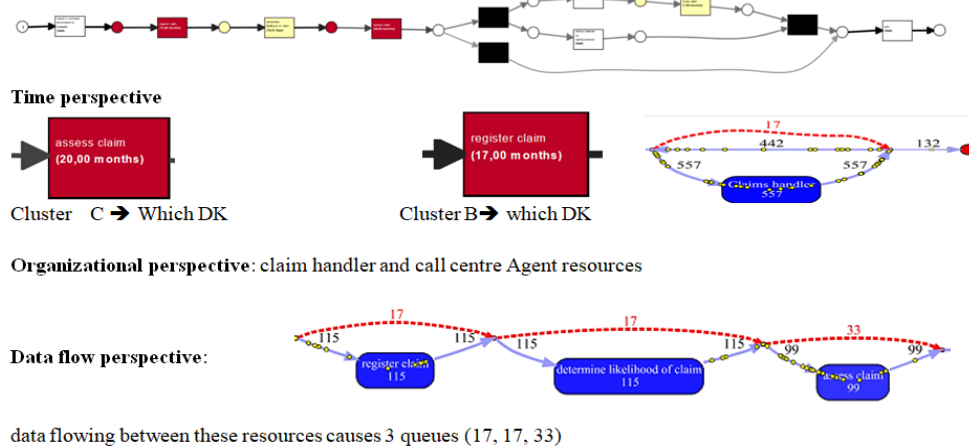 Time perspective
assess claim
(20,00 months)
register claim
(17,00 months)
17
442
132
557
557
Claims handler
557
Cluster C ➔ Which DK
Cluster B➔ which DK
Organizational perspective: claim handler and call centre Agent resources
17
17
33
115
115
115
115
99
99
register claim
115
determine likelihood of claim
115
assess claim
99
Data flow perspective:
data flowing between these resources causes 3 queues (17, 17, 33)